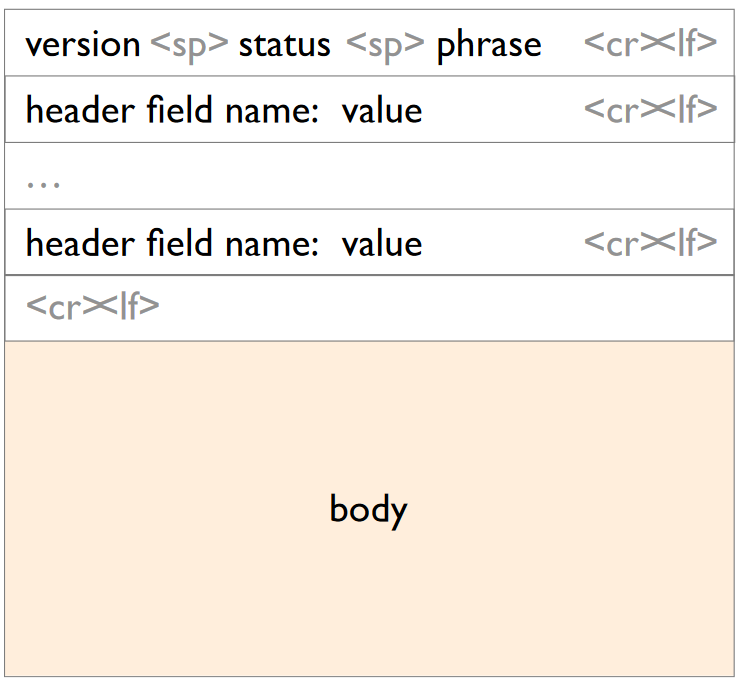 version <sp> status <sp> phrase <cr><lf>
header field name: value <cr><lf>
...
header field name: value <cr><lf>
<cr><lf>
body